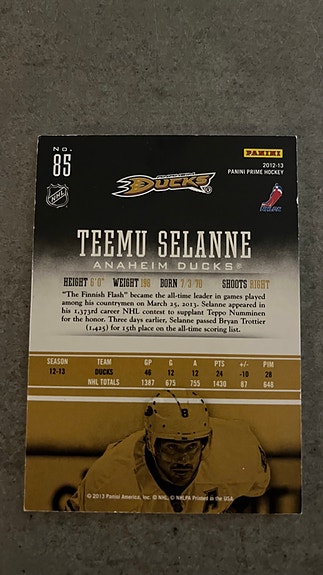 No.
85
NHL
DUCKS
PANINI
2012-13
PANINI PRIME HOCKEY
TEEMU SELANNE
ANAHEIM DUCKS®
HEIGHT 6'0" WEIGHT 196 BORN 7/3/70 SHOOTS RIGHT
"The Finnish Flash" became the all-time leader in games played
among his countrymen on March 25, 2013. Selanne appeared in
his 1,373rd career NHL contest to supplant Teppo Numminen
for the honor. Three days earlier, Selanne passed Bryan Trottier
(1,425) for 15th place on the all-time scoring list.
SEASON TEAM GP G A PTS +/- PIM
12-13 DUCKS 46 12 12 24 -10 28
NHL TOTALS 1387 675 755 1430 87 648
8
© 2013 Panini America, Inc. © NHL, © NHLPA Printed in the USA